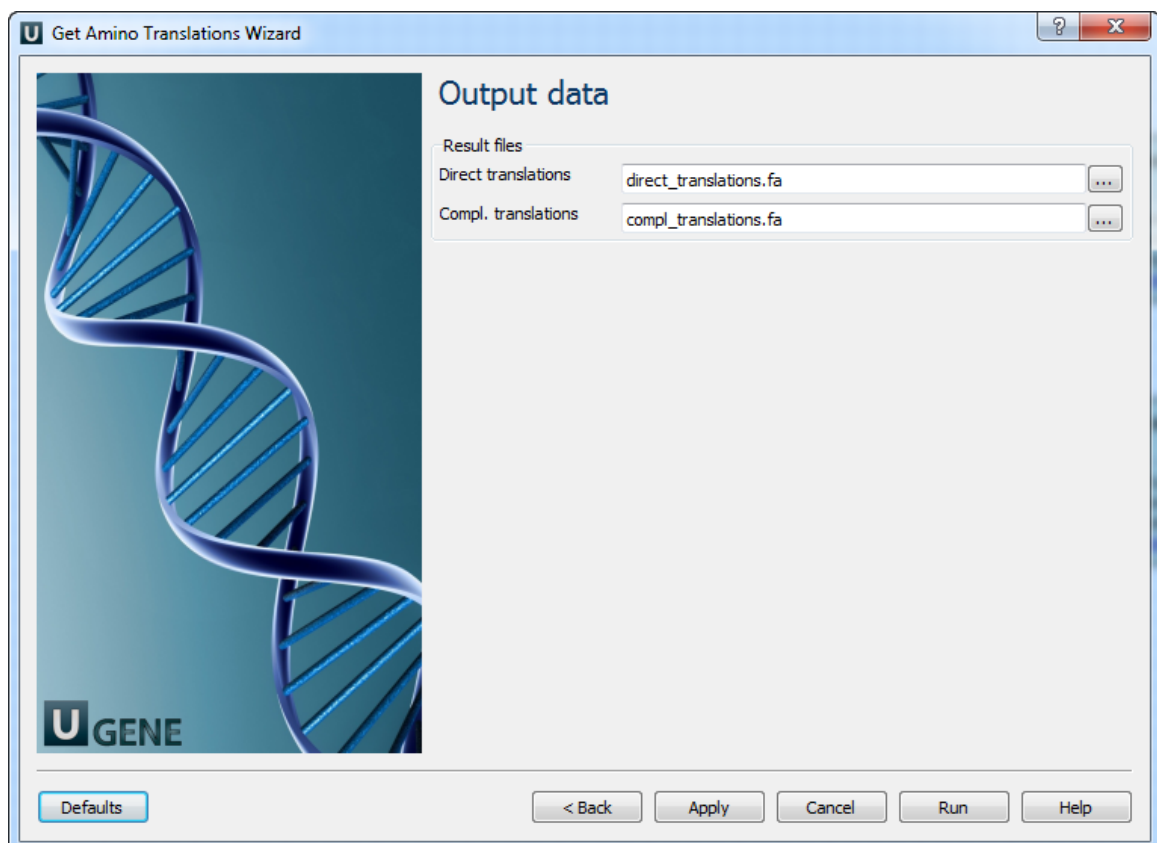 U Get Amino Translations Wizard
? X
Output data
Result files
Direct translations direct_translations.fa ...
Compl. translations compl_translations.fa ...
U GENE
Defaults < Back Apply Cancel Run Help